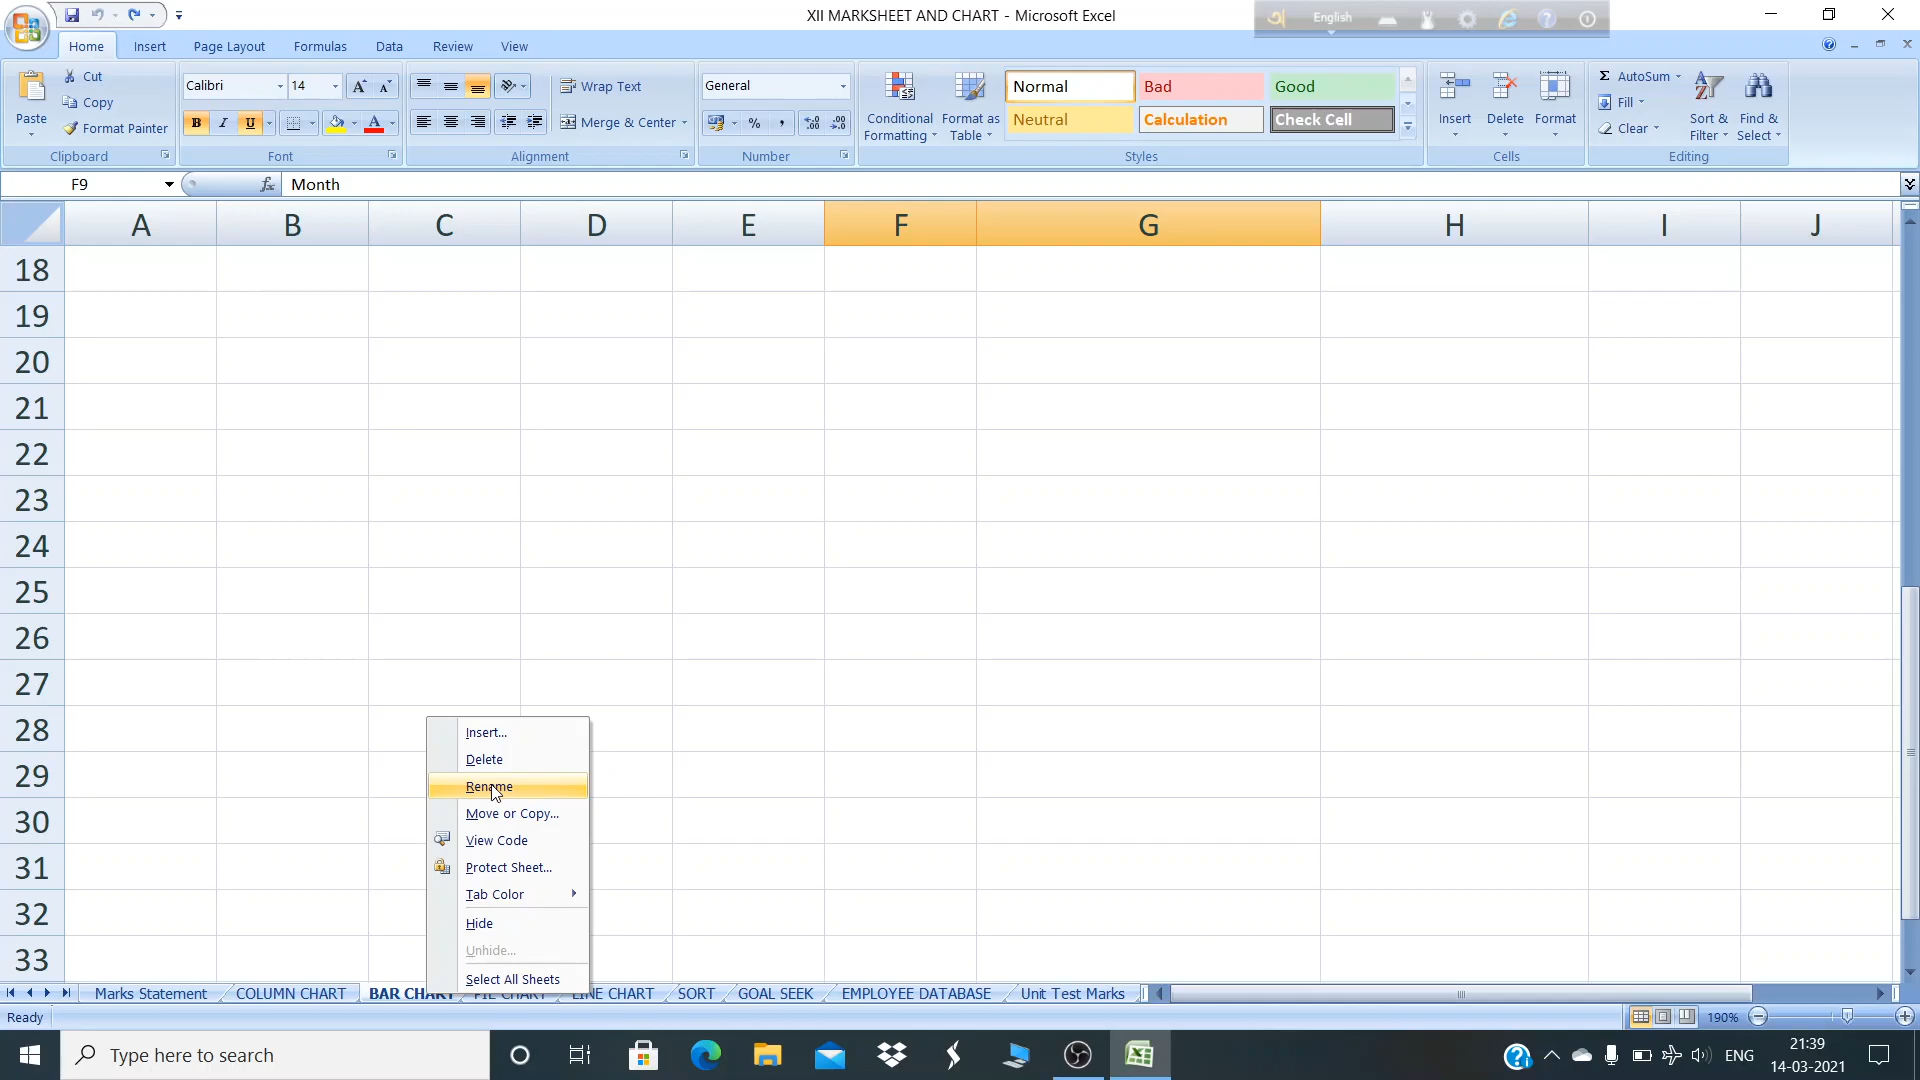 XII MARKSHEET AND CHART - Microsoft Excel
English
Home Insert Page Layout Formulas Data Review View
Paste Cut Copy Format Painter
Calibri 14
B I U A
Wrap Text
Merge & Center
General
%
Conditional Formatting
Format as Table
Normal Bad Good
Neutral Calculation Check Cell
Insert Delete Format
Σ AutoSum
Fill
Clear
Sort & Filter
Find & Select
Clipboard Font Alignment Number Styles Cells Editing
F9 fx Month
A B C D E F G H I J
18
19
20
21
22
23
24
25
26
27
28
29
30
31
32
33
Insert...
Delete
Rename
Move or Copy...
View Code
Protect Sheet...
Tab Color
Hide
Unhide...
Select All Sheets
Marks Statement COLUMN CHART BAR CHART PIE CHART LINE CHART SORT GOAL SEEK EMPLOYEE DATABASE Unit Test Marks
Ready 190%
Type here to search
ENG
21:39
14-03-2021